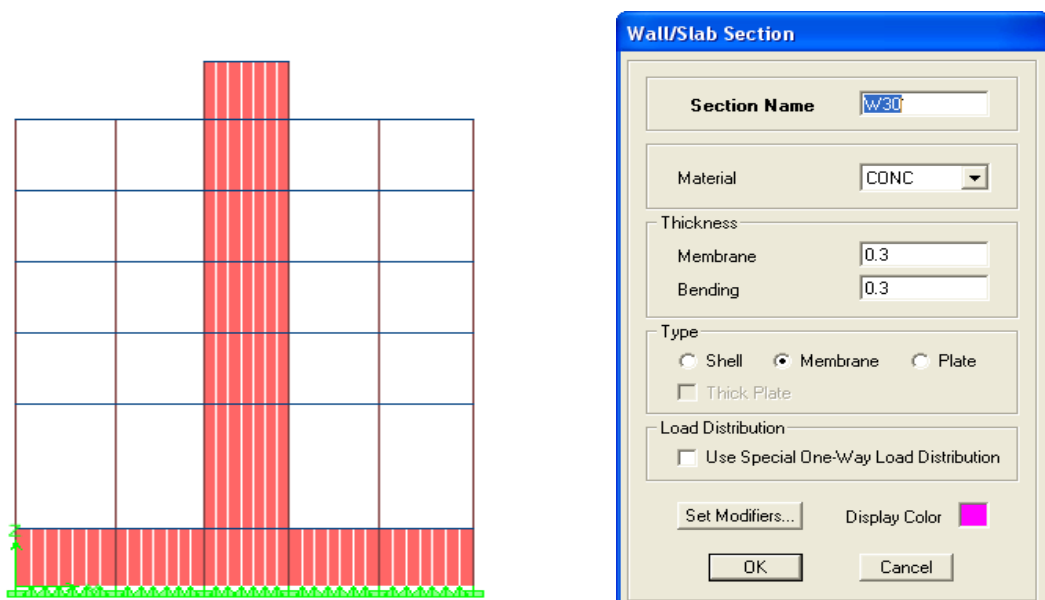 Wall/Slab Section
Section Name W30
Material CONC
Thickness
Membrane 0.3
Bending 0.3
Type
Shell Membrane Plate
Thick Plate
Load Distribution
Use Special One-Way Load Distribution
Set Modifiers... Display Color
OK Cancel
Z